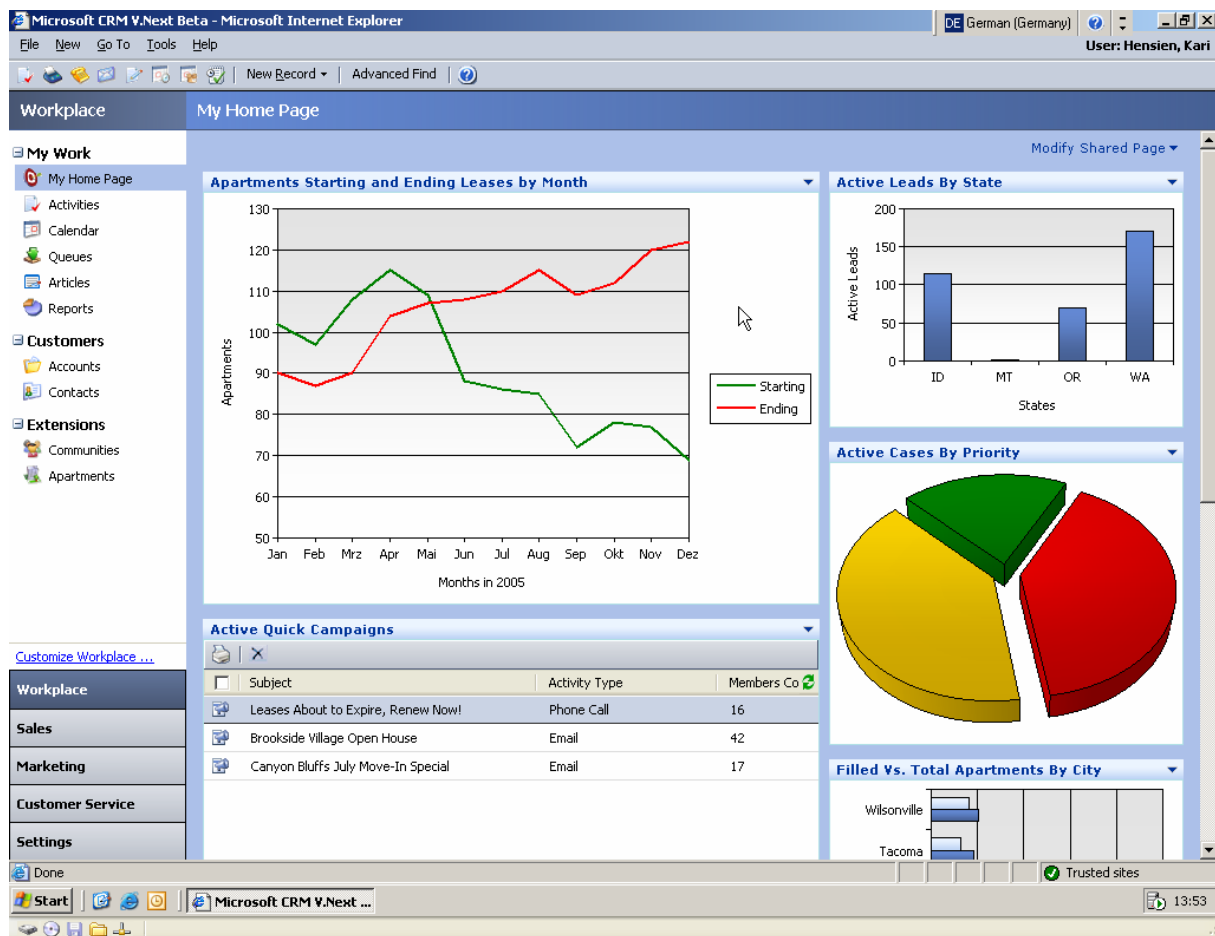 Microsoft CRM V.Next Beta - Microsoft Internet Explorer
DE German (Germany)
File New Go To Tools Help
User: Hensien, Kari
New Record
Advanced Find
Workplace
My Home Page
My Work
My Home Page
Activities
Calendar
Queues
Articles
Reports
Customers
Accounts
Contacts
Extensions
Communities
Apartments
Customize Workplace ...
Workplace
Sales
Marketing
Customer Service
Settings
Modify Shared Page
Apartments Starting and Ending Leases by Month
130
120
110
100
90
80
70
60
50
Apartments
Jan Feb Mrz Apr Mai Jun Jul Aug Sep Okt Nov Dez
Months in 2005
Starting
Ending
Active Quick Campaigns
Subject Activity Type Members Co
Leases About to Expire, Renew Now! Phone Call 16
Brookside Village Open House Email 42
Canyon Bluffs July Move-In Special Email 17
Active Leads By State
200
150
100
50
0
Active Leads
ID MT OR WA
States
Active Cases By Priority
Filled Vs. Total Apartments By City
Wilsonville
Tacoma
Done
Trusted sites
Start
Microsoft CRM V.Next ...
13:53